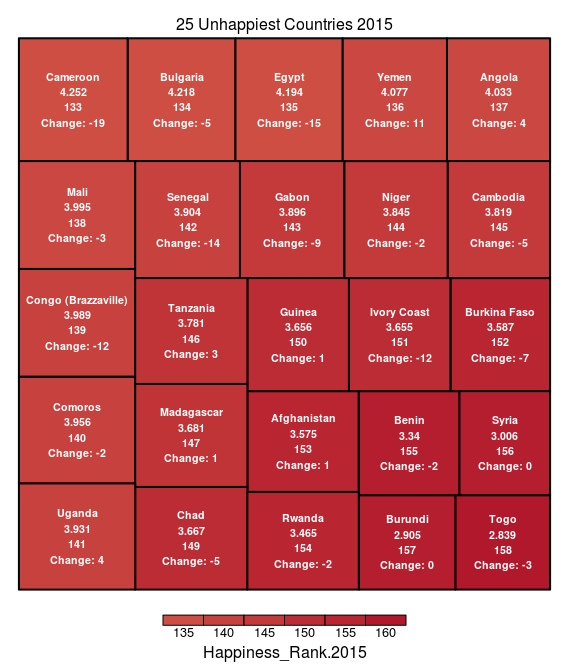 25 Unhappiest Countries 2015
Cameroon
4.252
133
Change: -19
Bulgaria
4.218
134
Change: -5
Egypt
4.194
135
Change: -15
Yemen
4.077
136
Change: 11
Angola
4.033
137
Change: 4
Mali
3.995
138
Change: -3
Senegal
3.904
142
Change: -14
Gabon
3.896
143
Change: -9
Niger
3.845
144
Change: -2
Cambodia
3.819
145
Change: -5
Congo (Brazzaville)
3.989
139
Change: -12
Tanzania
3.781
146
Change: 3
Guinea
3.656
150
Change: 1
Ivory Coast
3.655
151
Change: -12
Burkina Faso
3.587
152
Change: -7
Comoros
3.956
140
Change: -2
Madagascar
3.681
147
Change: 1
Afghanistan
3.575
153
Change: 1
Benin
3.34
155
Change: -2
Syria
3.006
156
Change: 0
Uganda
3.931
141
Change: 4
Chad
3.667
149
Change: -5
Rwanda
3.465
154
Change: -2
Burundi
2.905
157
Change: 0
Togo
2.839
158
Change: -3
135 140 145 150 155 160
Happiness_Rank.2015